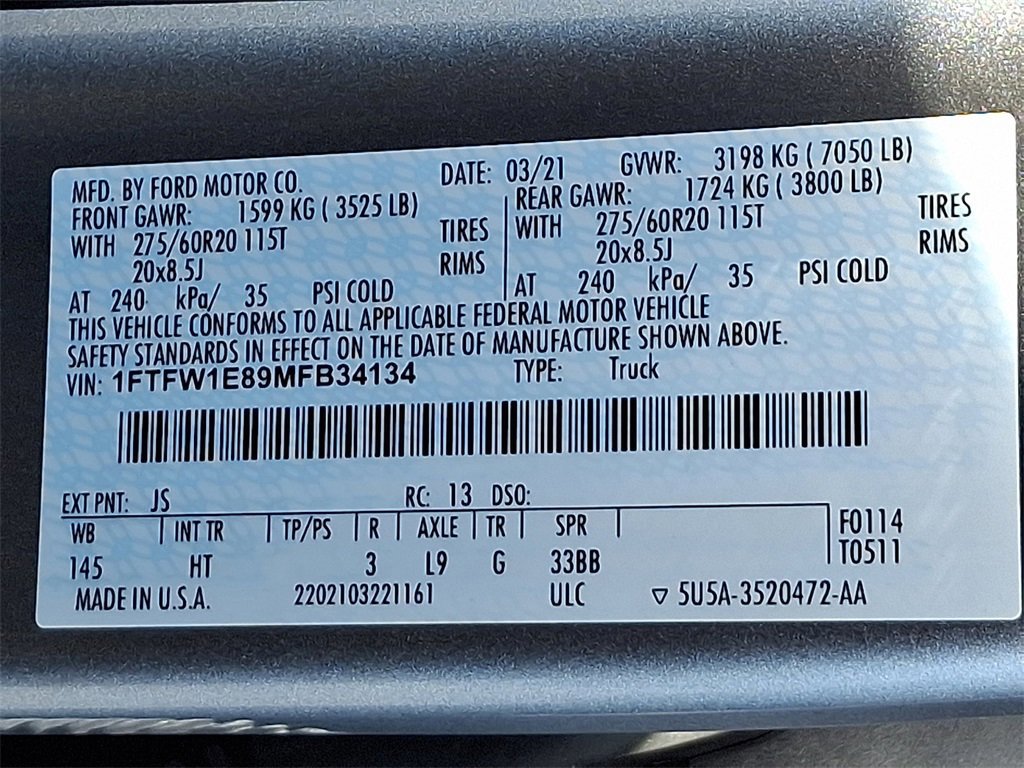 MFD. BY FORD MOTOR CO. DATE: 03/21 GVWR: 3198 KG ( 7050 LB)
FRONT GAWR: 1599 KG ( 3525 LB) REAR GAWR: 1724 KG ( 3800 LB)
WITH 275/60R20 115T TIRES WITH 275/60R20 115T TIRES
20x8.5J RIMS 20x8.5J RIMS
AT 240 kPa/ 35 PSI COLD AT 240 kPa/ 35 PSI COLD
THIS VEHICLE CONFORMS TO ALL APPLICABLE FEDERAL MOTOR VEHICLE
SAFETY STANDARDS IN EFFECT ON THE DATE OF MANUFACTURE SHOWN ABOVE.
VIN: 1FTFW1E89MFB34134 TYPE: Truck
EXT PNT: JS RC: 13 DSO:
WB INT TR TP/PS R AXLE TR SPR F0114
145 HT 3 L9 G 33BB T0511
MADE IN U.S.A. 2202103221161 ULC ▽ 5U5A-3520472-AA